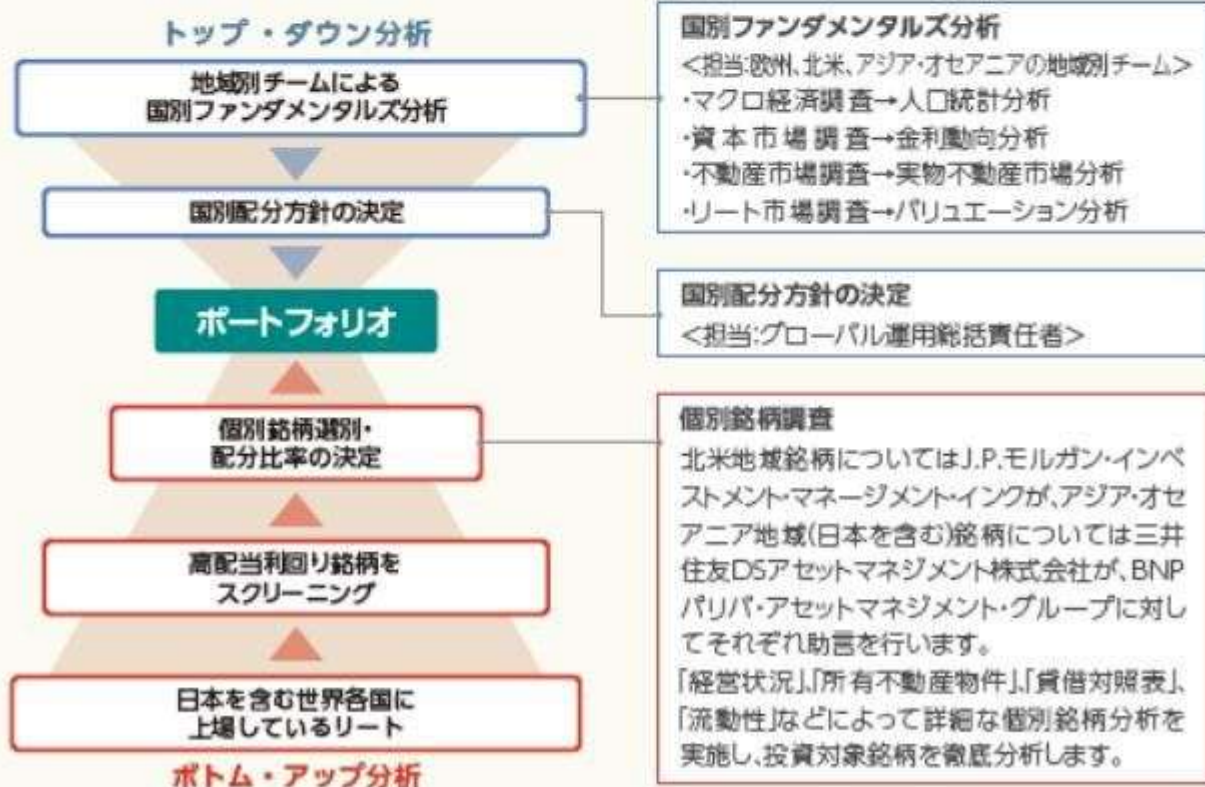 トップ・ダウン分析
地域別チームによる
国別ファンダメンタルズ分析
国別配分方針の決定
ポートフォリオ
個別銘柄選別・
配分比率の決定
高配当利回り銘柄を
スクリーニング
日本を含む世界各国に
上場しているリート
ボトム・アップ分析
国別ファンダメンタルズ分析
<担当:欧州、北米、アジア・オセアニアの地域別チーム>
・マクロ経済調査→人口統計分析
・資本市場調査→金利動向分析
・不動産市場調査→実物不動産市場分析
・リート市場調査→バリュエーション分析
国別配分方針の決定
<担当:グローバル運用総括責任者>
個別銘柄調査
北米地域銘柄についてはJ.P.モルガン・インベ
ストメント・マネージメント・インクが、アジア・オセ
アニア地域(日本を含む)銘柄については三井
住友DSアセットマネジメント株式会社が、BNP
パリバ・アセットマネジメント・グループに対し
てそれぞれ助言を行います。
「経営状況」、「所有不動産物件」、「貸借対照表」、
「流動性」などによって詳細な個別銘柄分析を
実施し、投資対象銘柄を徹底分析します。